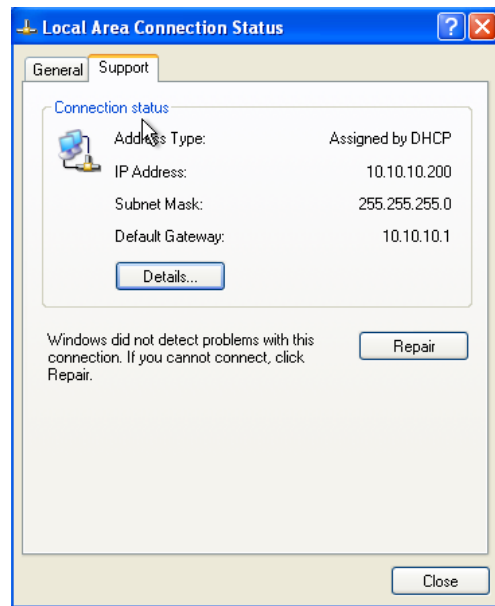 Local Area Connection Status
General Support
Connection status
Address Type: Assigned by DHCP
IP Address: 10.10.10.200
Subnet Mask: 255.255.255.0
Default Gateway: 10.10.10.1
Details...
Windows did not detect problems with this
connection. If you cannot connect, click
Repair.
Repair
Close